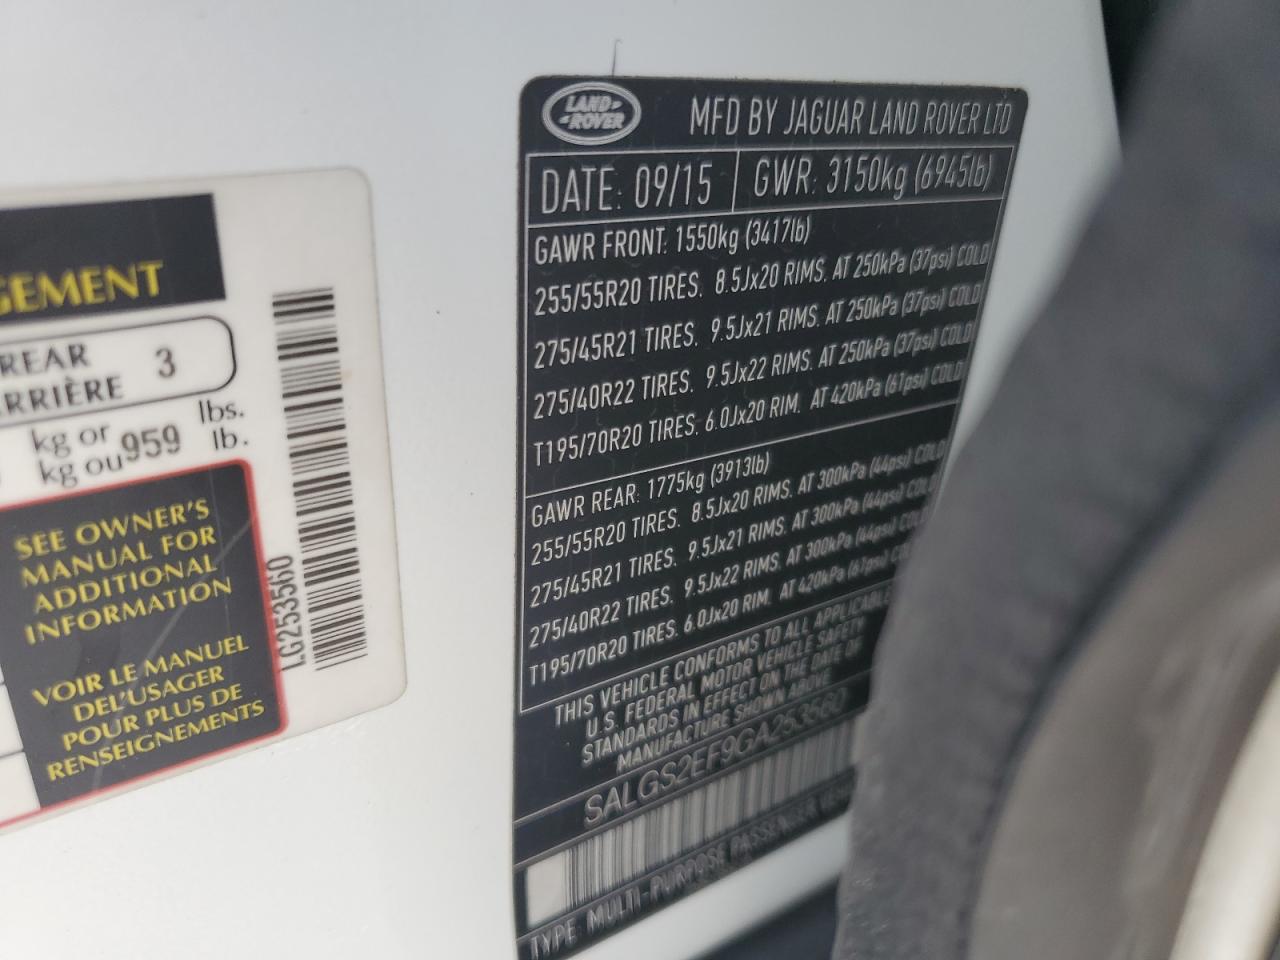 GEMENT
REAR
ARRIÈRE 3
kg or 959 lbs.
kg ou lb.
SEE OWNER'S
MANUAL FOR
ADDITIONAL
INFORMATION
VOIR LE MANUEL
DEL'USAGER
POUR PLUS DE
RENSEIGNEMENTS
LG253560
LAND
ROVER
MFD BY JAGUAR LAND ROVER LTD
DATE: 09/15 GWR: 3150kg (6945lb)
GAWR FRONT: 1550kg (3417lb)
255/55R20 TIRES. 8.5Jx20 RIMS. AT 250kPa (37psi) COLD
275/45R21 TIRES. 9.5Jx21 RIMS. AT 250kPa (37psi) COLD
275/40R22 TIRES. 9.5Jx22 RIMS. AT 250kPa (37psi) COLD
T195/70R20 TIRES. 6.0Jx20 RIM. AT 420kPa (61psi) COLD
GAWR REAR: 1775kg (3913lb)
255/55R20 TIRES. 8.5Jx20 RIMS. AT 300kPa (44psi) COLD
275/45R21 TIRES. 9.5Jx21 RIMS. AT 300kPa (44psi) COLD
275/40R22 TIRES. 9.5Jx22 RIMS. AT 300kPa (44psi) COL
T195/70R20 TIRES. 6.0Jx20 RIM. AT 420kPa (61psi) C
THIS VEHICLE CONFORMS TO ALL APPLICABLE
U.S. FEDERAL MOTOR VEHICLE SAFETY
STANDARDS IN EFFECT ON THE DATE OF
MANUFACTURE SHOWN ABOVE
SALGS2EF9GA253560
TYPE: MULTI-PURPOSE PASSENGER VEHI